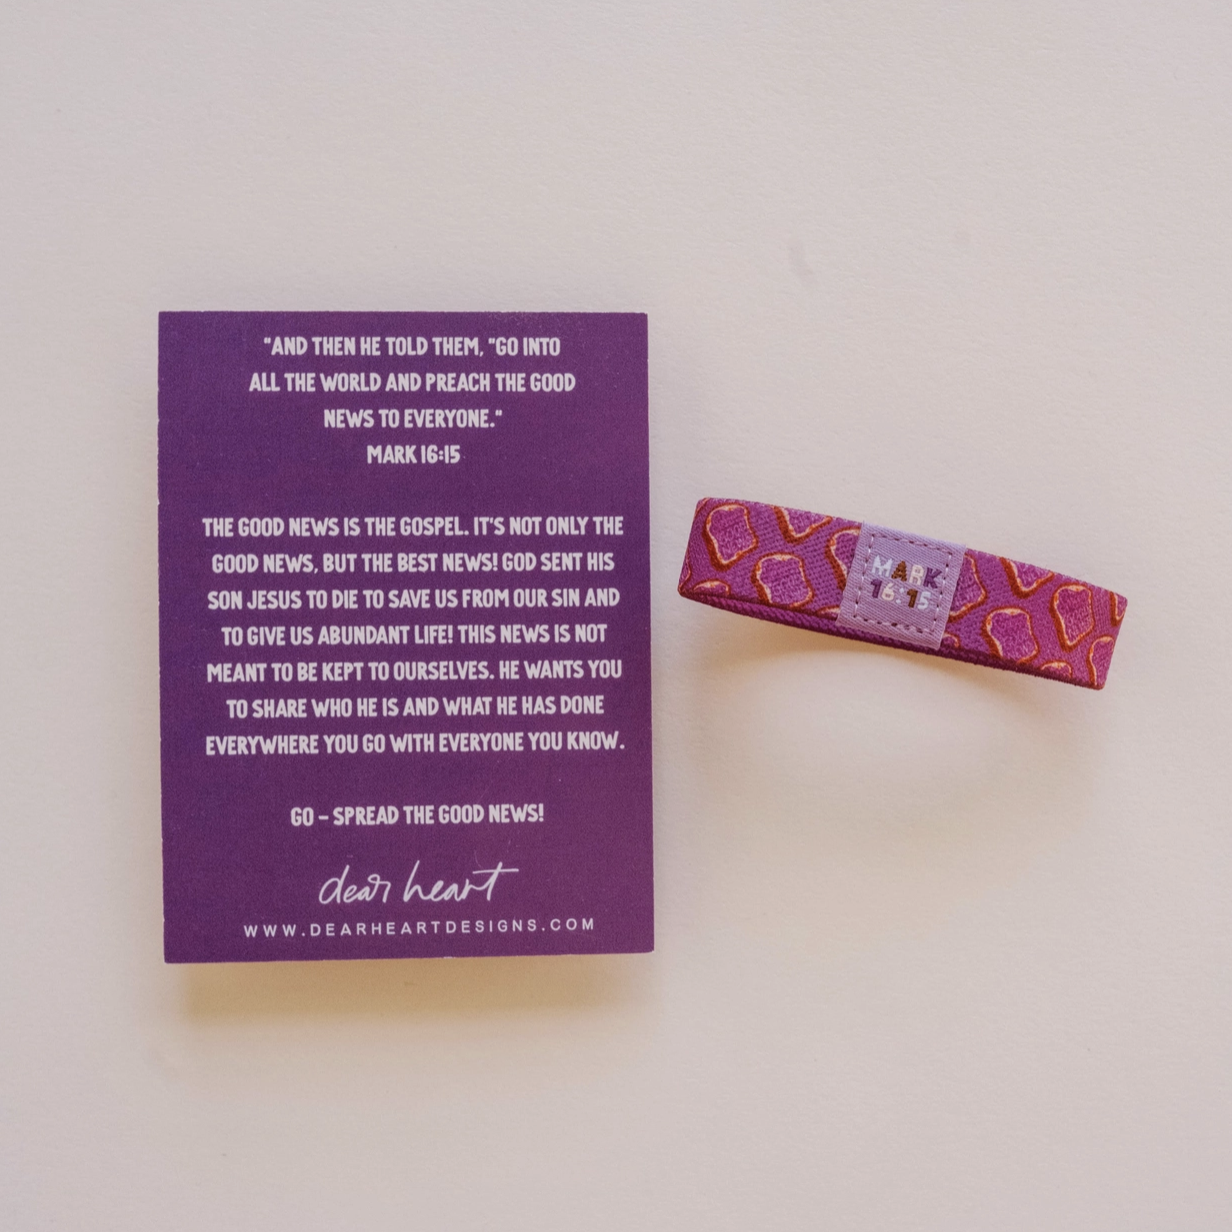 "AND THEN HE TOLD THEM, "GO INTO
ALL THE WORLD AND PREACH THE GOOD
NEWS TO EVERYONE."
MARK 16:15
THE GOOD NEWS IS THE GOSPEL. IT'S NOT ONLY THE
GOOD NEWS, BUT THE BEST NEWS! GOD SENT HIS
SON JESUS TO DIE TO SAVE US FROM OUR SIN AND
TO GIVE US ABUNDANT LIFE! THIS NEWS IS NOT
MEANT TO BE KEPT TO OURSELVES. HE WANTS YOU
TO SHARE WHO HE IS AND WHAT HE HAS DONE
EVERYWHERE YOU GO WITH EVERYONE YOU KNOW.
GO – SPREAD THE GOOD NEWS!
dear heart
WWW.DEARHEARTDESIGNS.COM
MARK
16:15